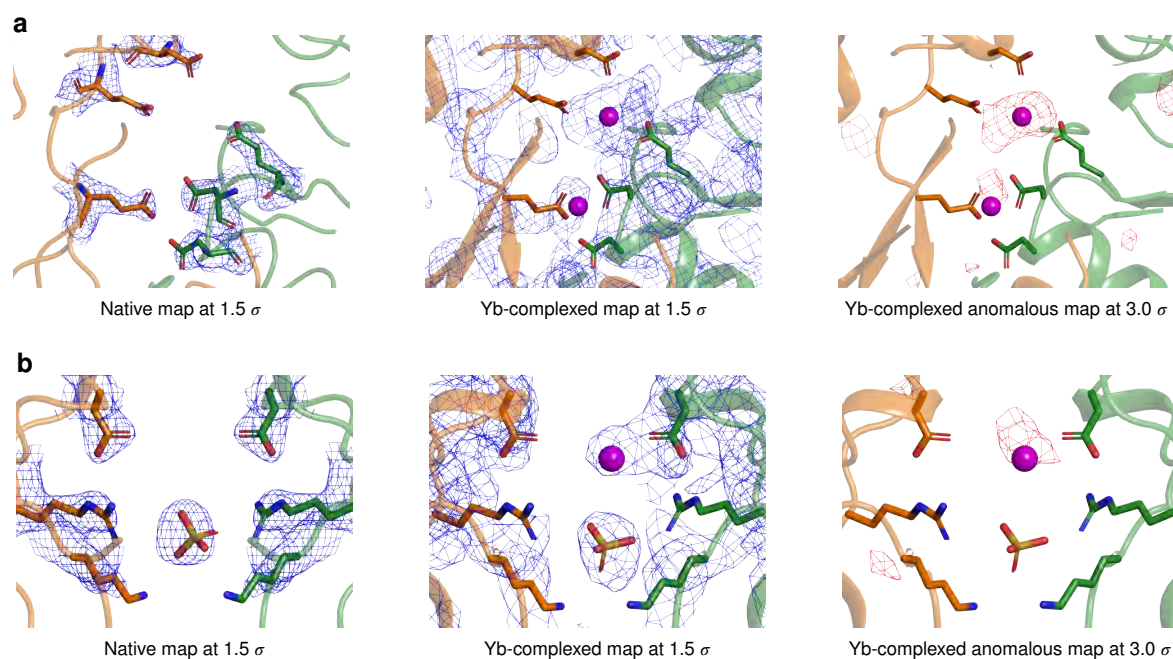 a
Native map at 1.5 σ
Yb-complexed map at 1.5 σ
Yb-complexed anomalous map at 3.0 σ
b
Native map at 1.5 σ
Yb-complexed map at 1.5 σ
Yb-complexed anomalous map at 3.0 σ